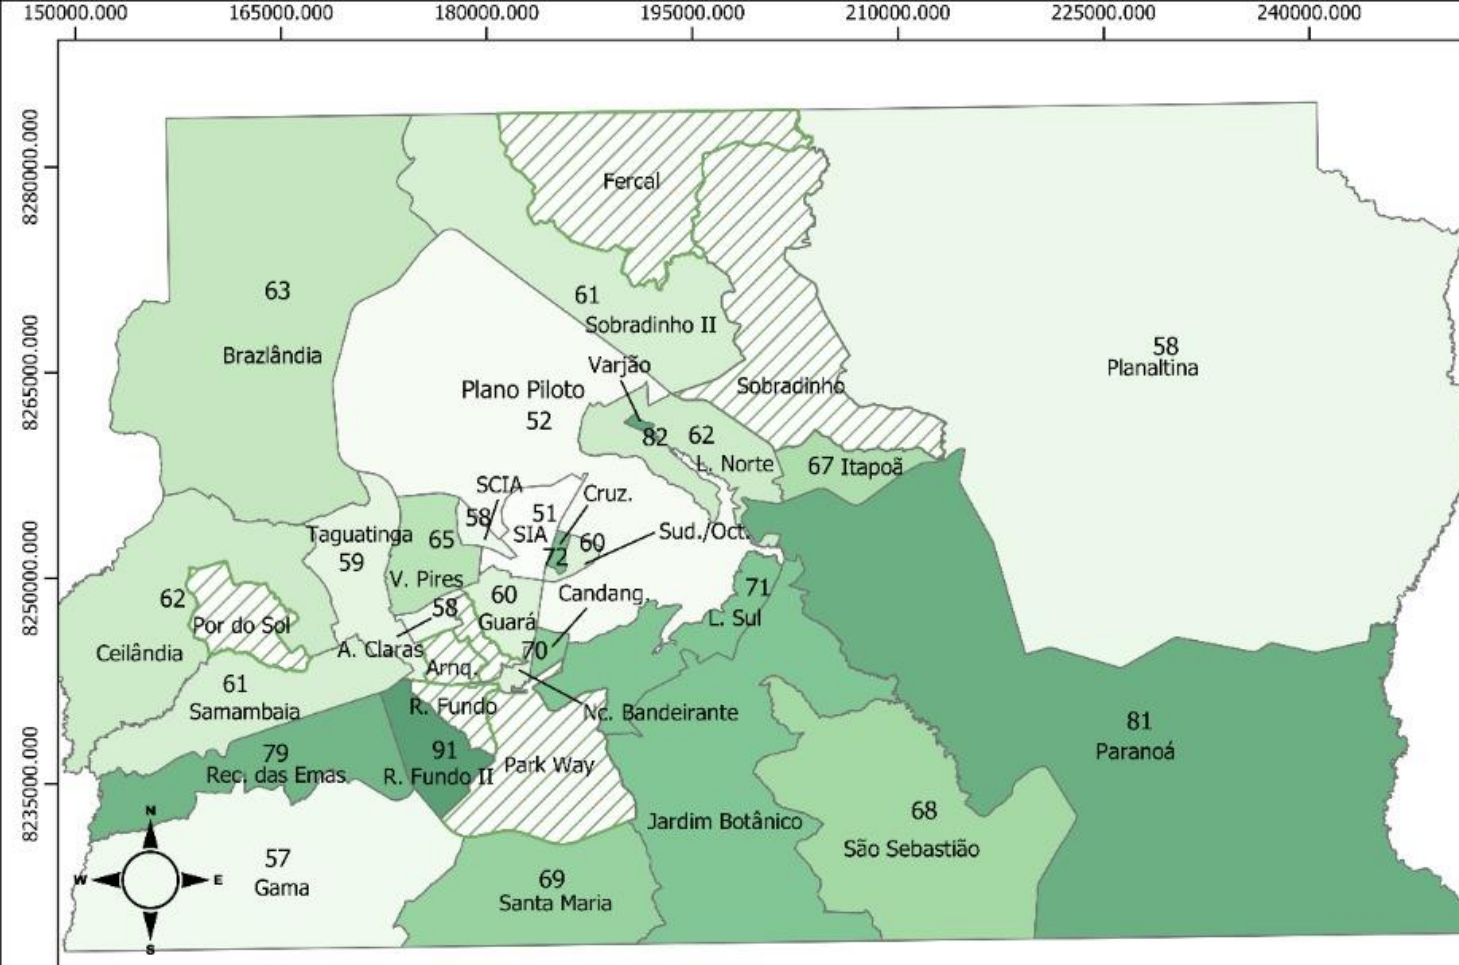 150000.000 165000.000 180000.000 195000.000 210000.000 225000.000 240000.000
8280000.000
8265000.000
8250000.000
8235000.000
Fercal
63
Brazlândia
61
Sobradinho II
58
Planaltina
Varjão
Plano Piloto
52
Sobradinho
82
62
L. Norte
67 Itapoã
SCIA
58
51
SIA
Cruz.
72
60
Sud./Oct.
Taguatinga
59
65
V. Pires
62
Por do Sol
Ceilândia
58
A. Claras
60
Guará
Candang.
70
71
L. Sul
Arnq.
61
Samambaia
R. Fundo
Nc. Bandeirante
79
Rec. das Emas
91
R. Fundo II
Park Way
81
Paranoá
Jardim Botânico
68
São Sebastião
57
Gama
69
Santa Maria
N
W E
S